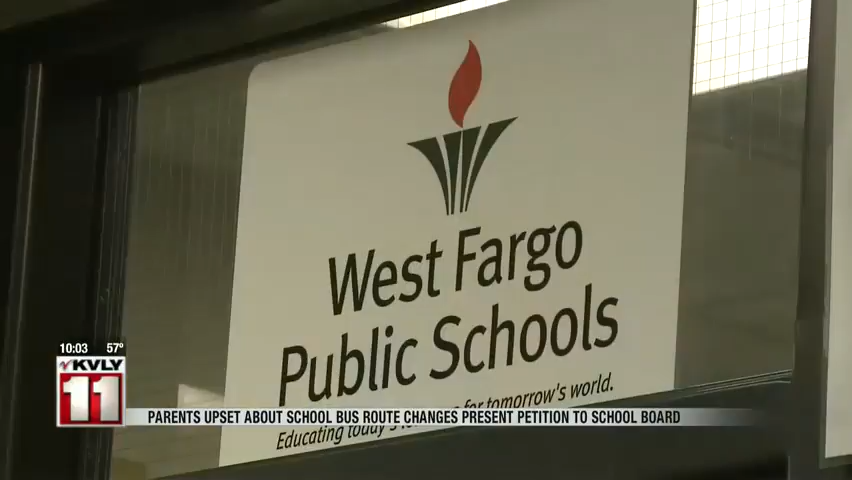 West Fargo
Public Schools
Educating today's for tomorrow's world.
10:03 57°
KVLY
11
PARENTS UPSET ABOUT SCHOOL BUS ROUTE CHANGES PRESENT PETITION TO SCHOOL BOARD